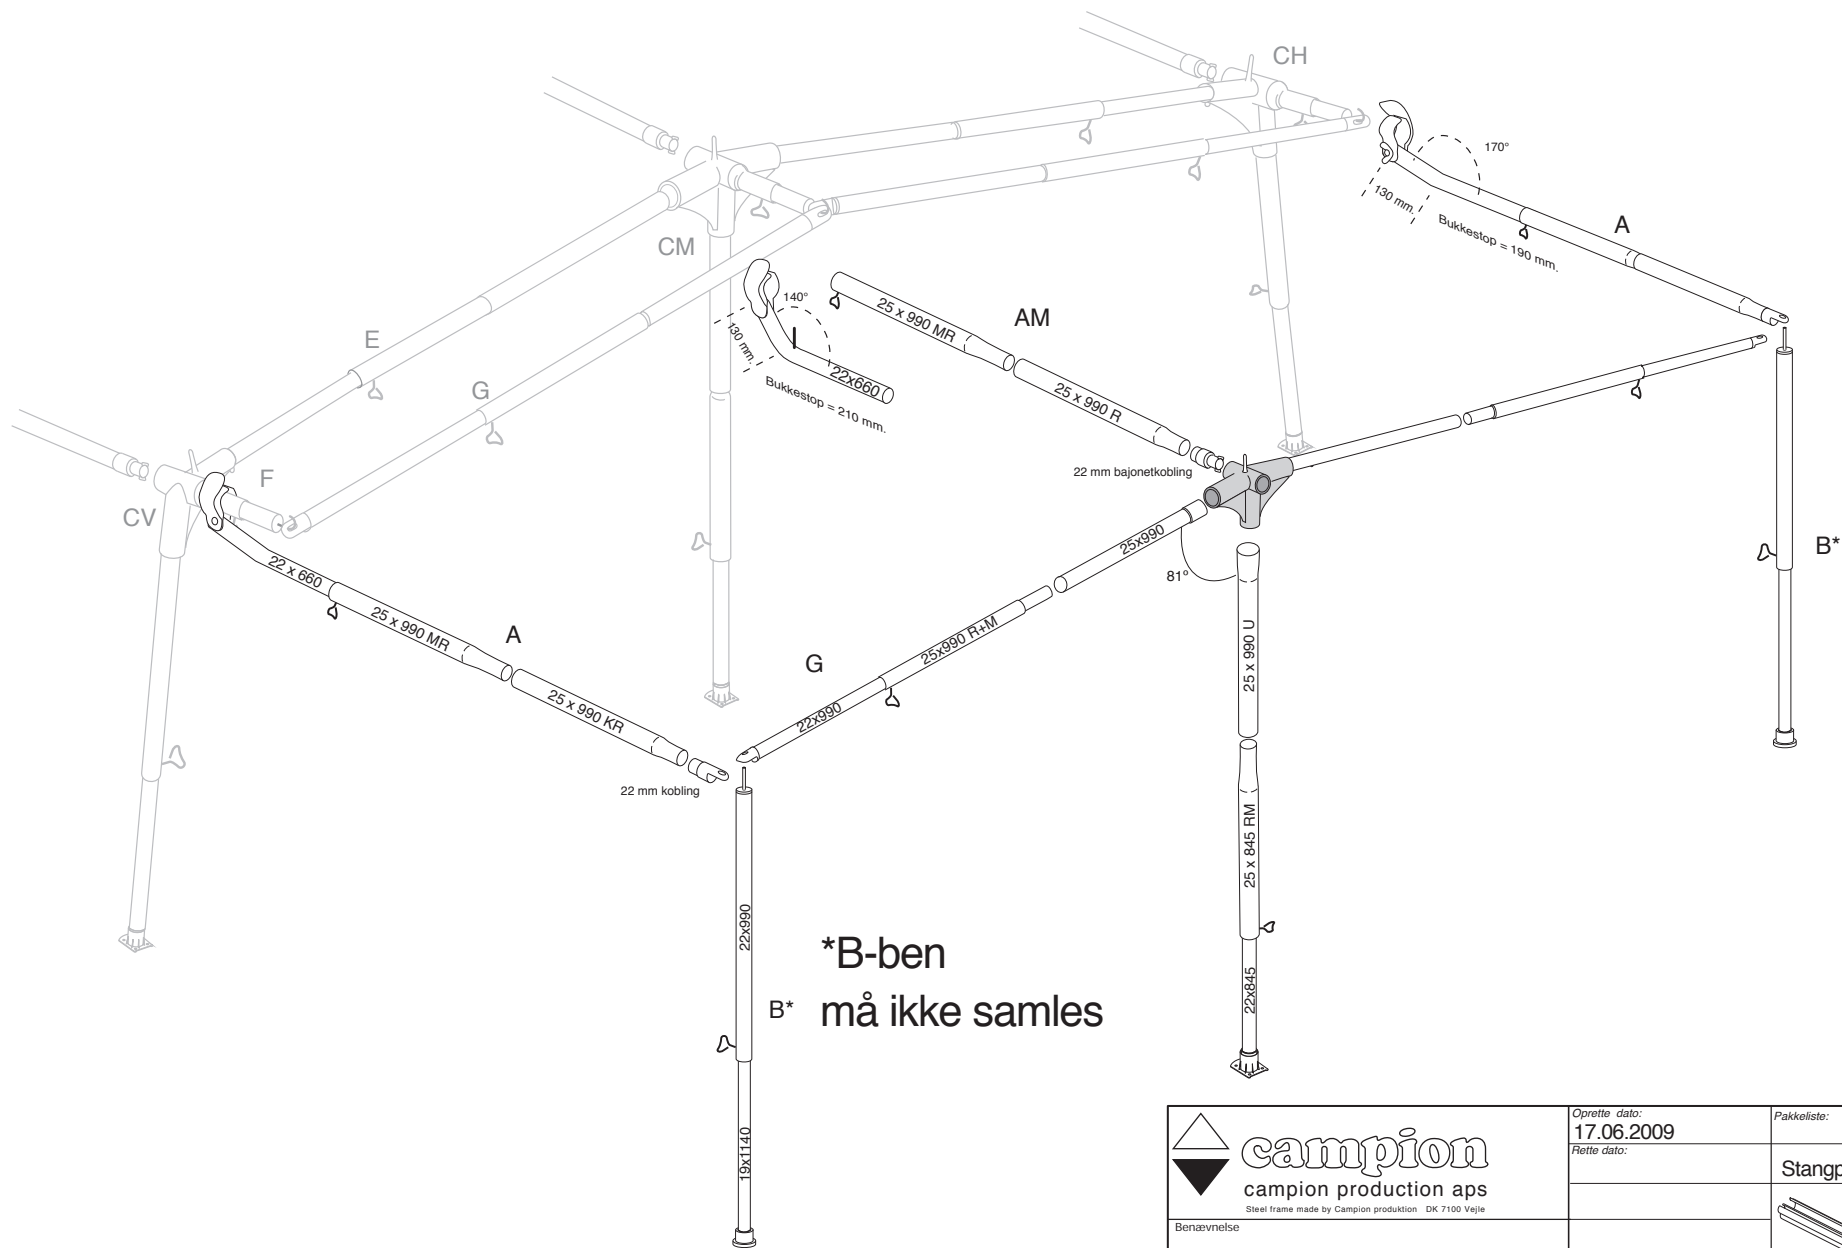 CH
170°
130 mm.
Bukkestop = 190 mm.
A
CM
140°
130 mm.
22x660
Bukkestop = 210 mm.
25 x 990 MR
AM
25 x 990 R
22 mm bajonetkobling
E
G
F
CV
22 x 660
25 x 990 MR
A
25 x 990 KR
22 mm kobling
G
22x990
25x990 R+M
25x990
81°
25 x 990 U
25 x 845 RM
22x845
B*
22x990
B*
19x1140
*B-ben
må ikke samles
campion
campion production aps
Steel frame made by Campion produktion DK 7100 Vejle
Benævnelse
Oprette dato:
17.06.2009
Rette dato:
Pakkeliste:
Stangp